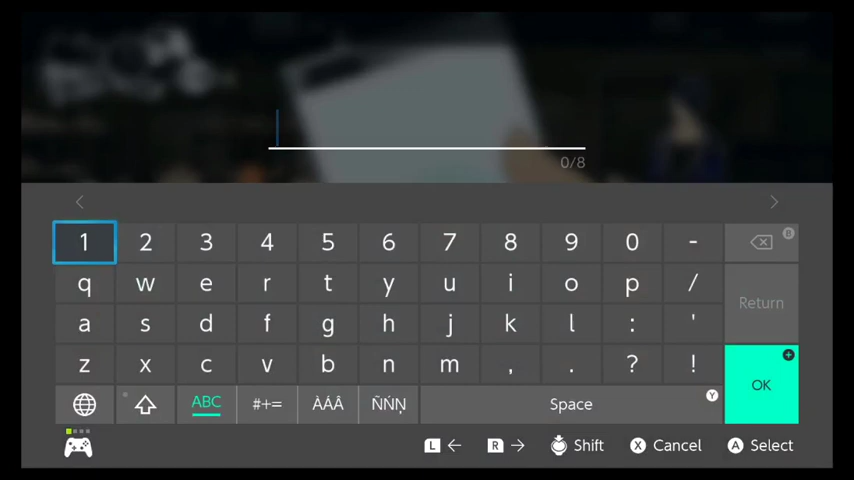 0/8
1 2 3 4 5 6 7 8 9 0 - B
q w e r t y u i o p / Return
a s d f g h j k l : '
z x c v b n m , . ? ! OK
ABC #+= ÀÁÂ ÑŃŅ Space Y
L ← R → Shift X Cancel A Select